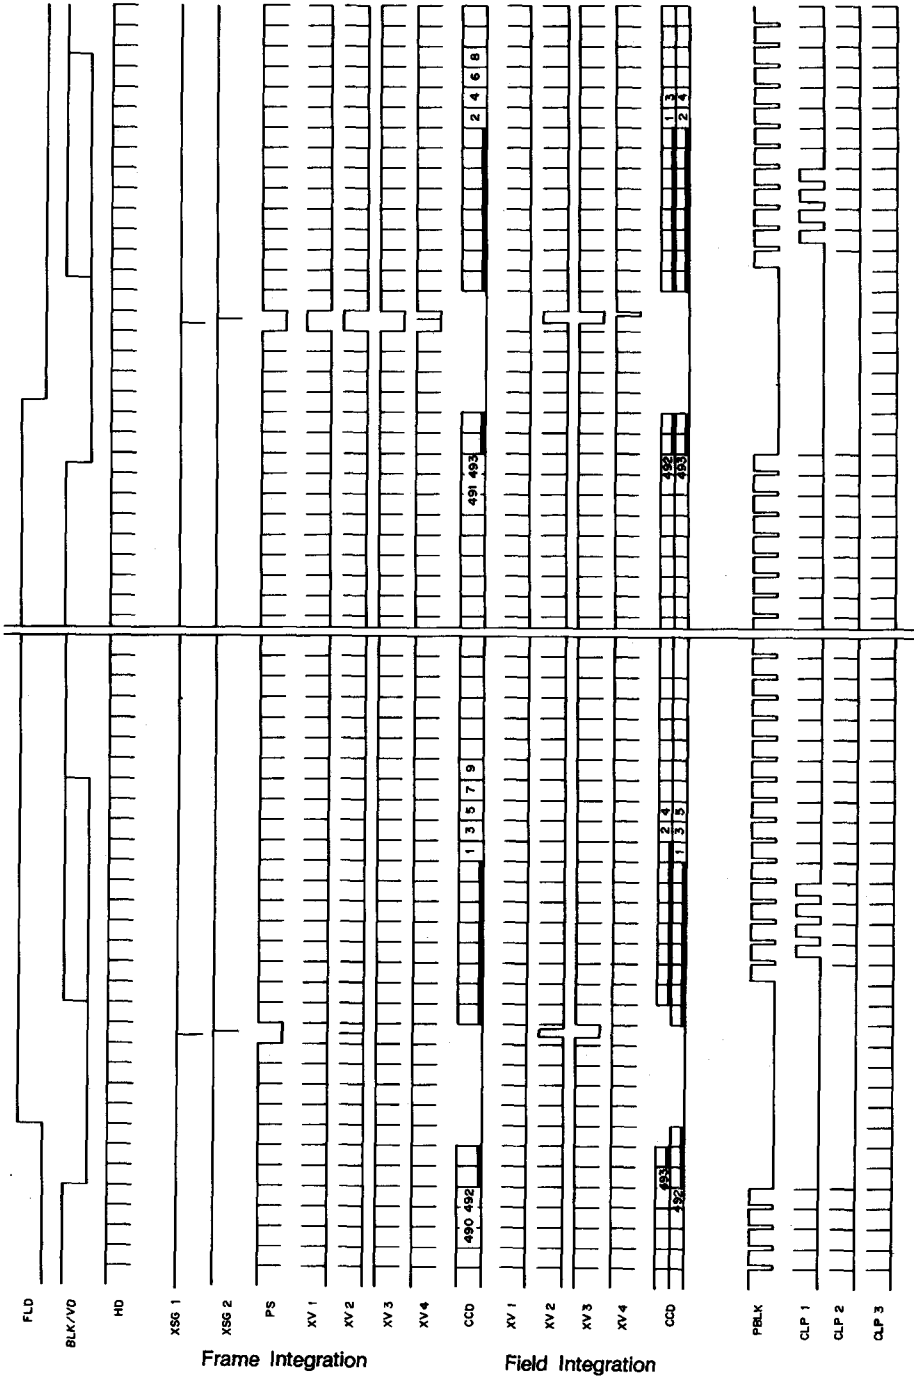 FLD
BLK/VD
HD
XSG 1
XSG 2
PS
XV 1
XV 2
XV 3
XV 4
CCD
490 492
1 3 5 7 9
491 493
2 4 6 8
XV 1
XV 2
XV 3
XV 4
CCD
493
492
2 4
1 3 5
492
493
1 3
2 4
PBLK
CLP 1
CLP 2
CLP 3
Frame Integration
Field Integration